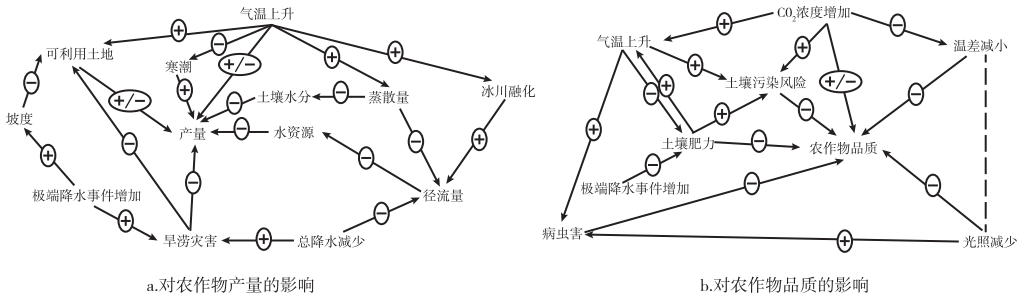 气温上升
可利用土地
寒潮
+/−
土壤水分
蒸散量
冰川融化
+/−
坡度
产量
水资源
极端降水事件增加
径流量
旱涝灾害
总降水减少
a.对农作物产量的影响
CO2浓度增加
气温上升
温差减小
土壤污染风险
+/−
土壤肥力
农作物品质
极端降水事件增加
病虫害
光照减少
b.对农作物品质的影响